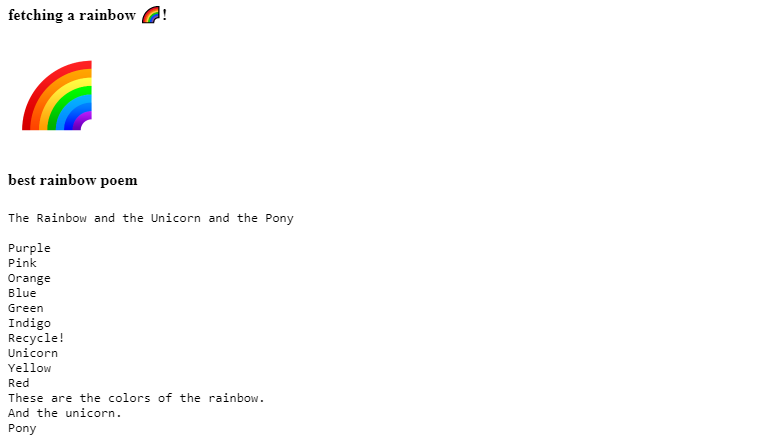 fetching a rainbow 🌈!
best rainbow poem
The Rainbow and the Unicorn and the Pony
Purple
Pink
Orange
Blue
Green
Indigo
Recycle!
Unicorn
Yellow
Red
These are the colors of the rainbow.
And the unicorn.
Pony